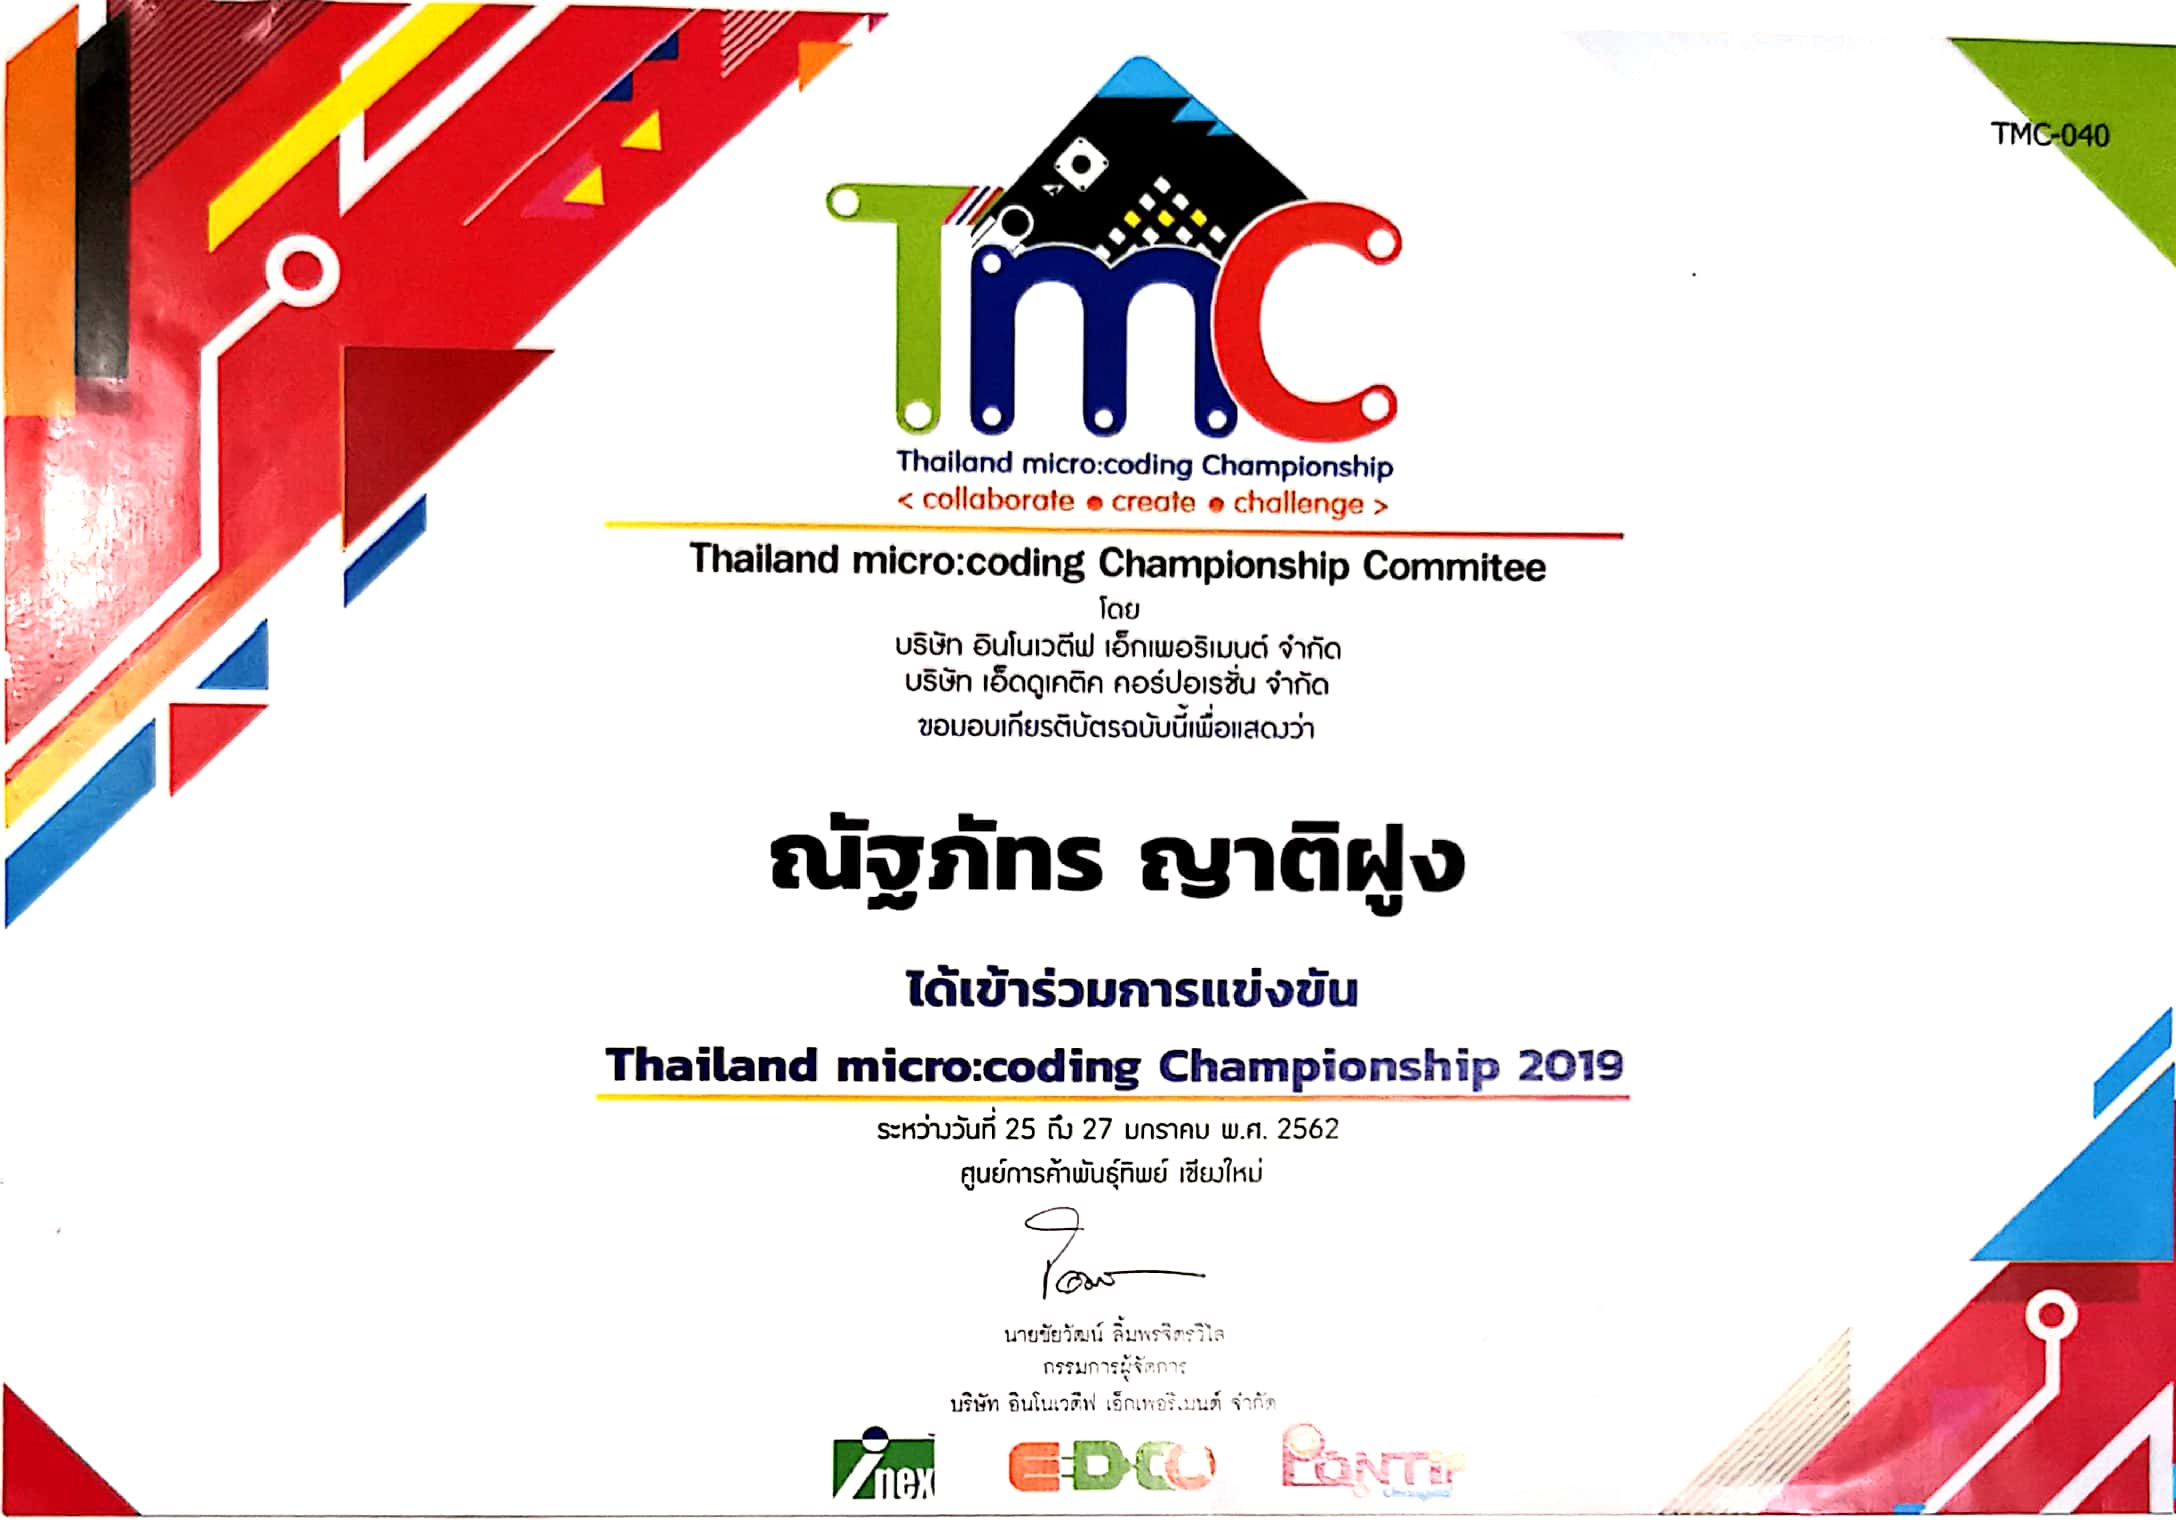 TMC-040
TmC
Thailand micro:coding Championship
< collaborate ● create ● challenge >
Thailand micro:coding Championship Commitee
โดย
บริษัท อินโนเวตีฟ เอ็กเพอริเมนต์ จำกัด
บริษัท เอ็ดดูเคติค คอร์ปอเรชั่น จำกัด
ขอมอบเกียรติบัตรฉบับนี้เพื่อแสดงว่า
ณัฐภัทร ญาติฝูง
ได้เข้าร่วมการแข่งขัน
Thailand micro:coding Championship 2019
ระหว่างวันที่ 25 ถึง 27 มกราคม พ.ศ. 2562
ศูนย์การค้าพันธุ์ทิพย์ เชียงใหม่
นายชัยวัฒน์ ลิ้มพรจิตรวิไล
กรรมการผู้จัดการ
บริษัท อินโนเวตีฟ เอ็กเพอริเมนต์ จำกัด
inex
PANTIP